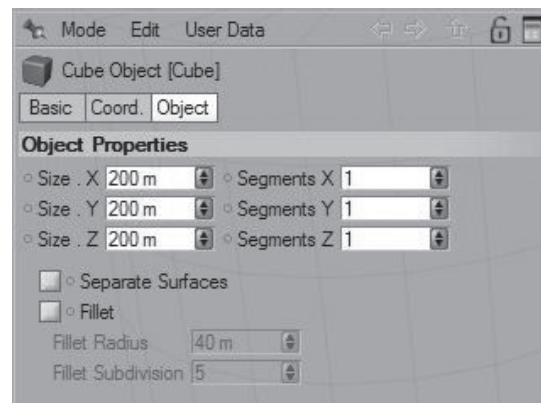 Mode Edit User Data
Cube Object [Cube]
Basic Coord. Object
Object Properties
Size . X 200 m Segments X 1
Size . Y 200 m Segments Y 1
Size . Z 200 m Segments Z 1
Separate Surfaces
Fillet
Fillet Radius 40 m
Fillet Subdivision 5